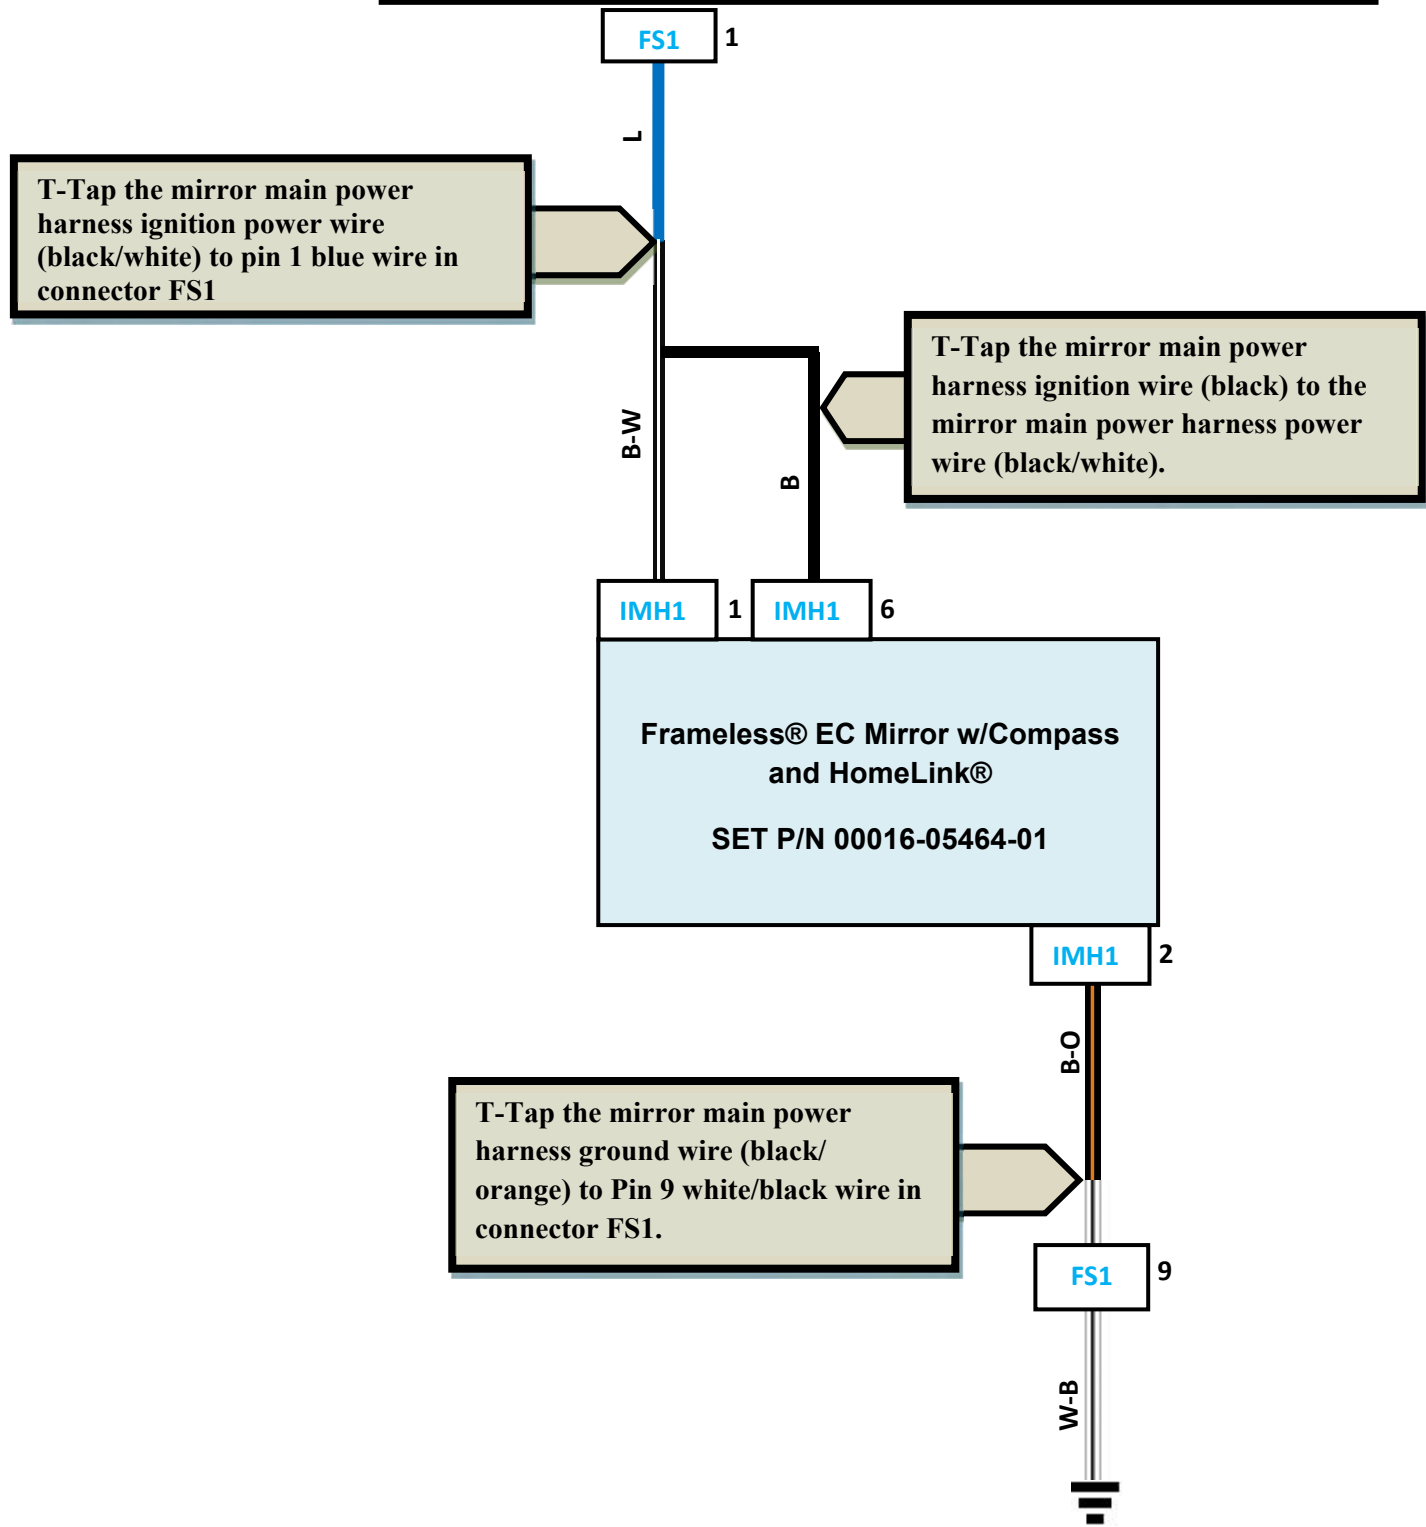 FS1 1
L
T-Tap the mirror main power
harness ignition power wire
(black/white) to pin 1 blue wire in
connector FS1
T-Tap the mirror main power
harness ignition wire (black) to the
mirror main power harness power
wire (black/white).
B-W
B
IMH1 1 IMH1 6
Frameless® EC Mirror w/Compass
and HomeLink®
SET P/N 00016-05464-01
IMH1 2
B-O
T-Tap the mirror main power
harness ground wire (black/
orange) to Pin 9 white/black wire in
connector FS1.
FS1 9
W-B